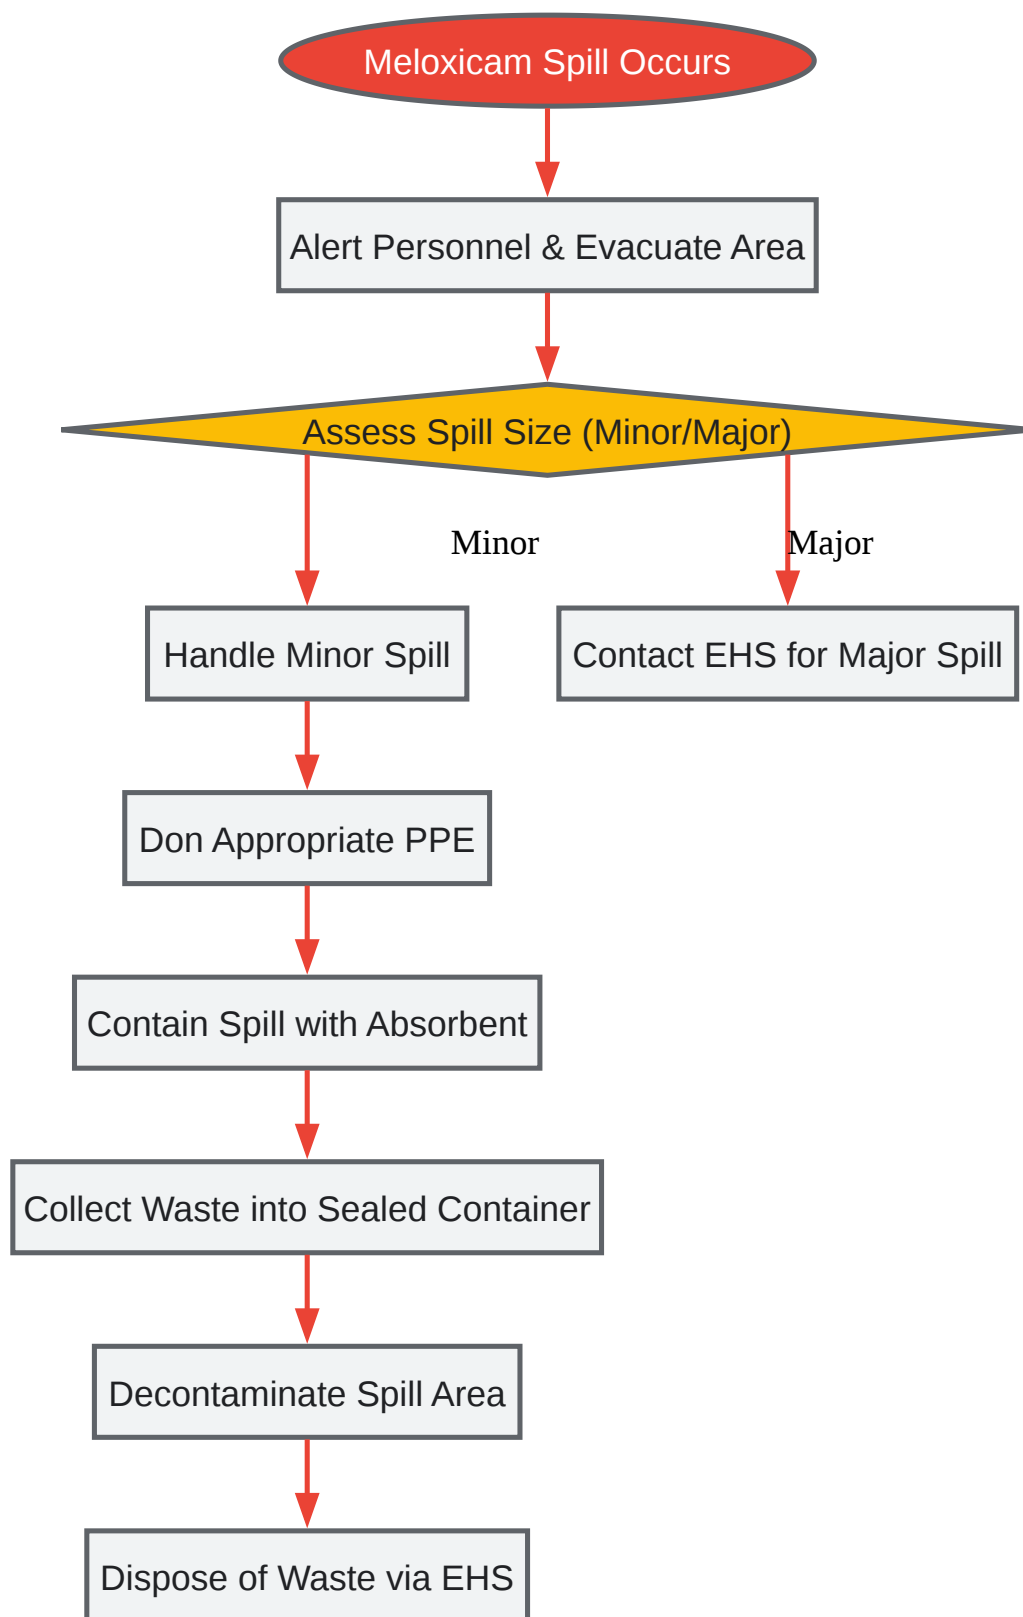 Meloxicam Spill Occurs
Alert Personnel & Evacuate Area
Assess Spill Size (Minor/Major)
Minor
Major
Handle Minor Spill
Contact EHS for Major Spill
Don Appropriate PPE
Contain Spill with Absorbent
Collect Waste into Sealed Container
Decontaminate Spill Area
Dispose of Waste via EHS